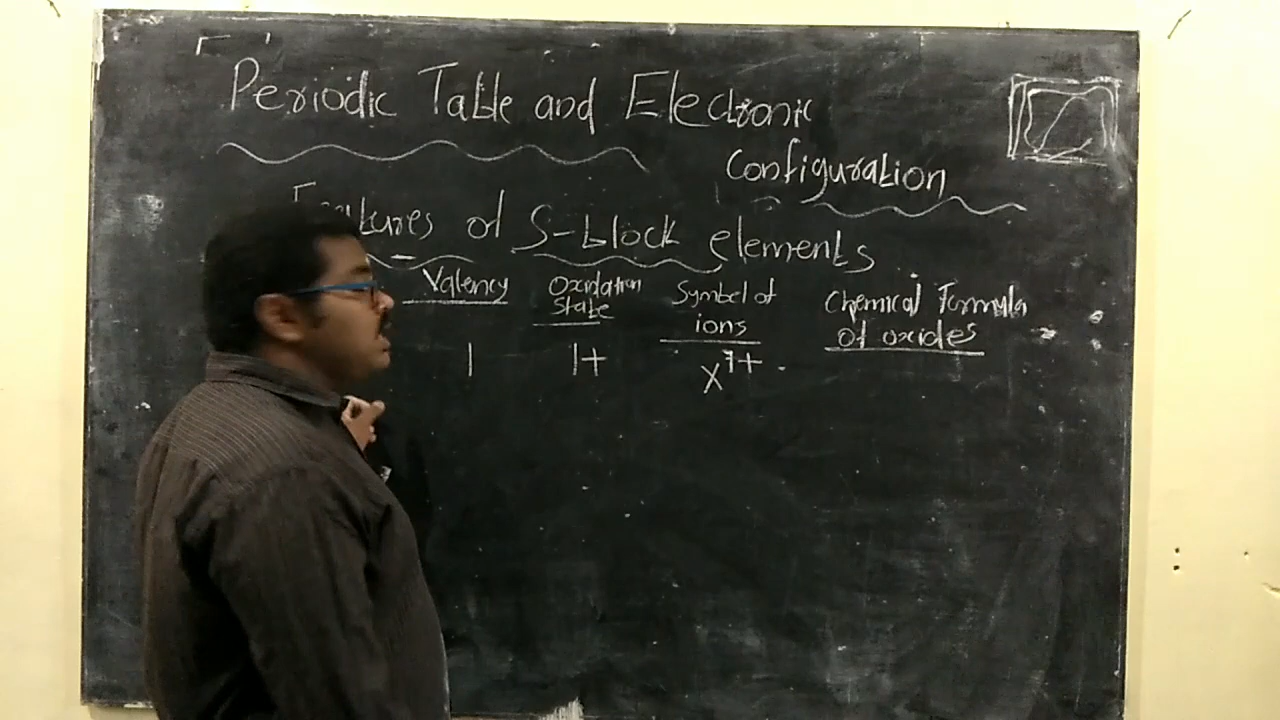 Periodic Table and Electronic
Configuration
Features of S-block elements
Valency Oxidation State Symbol of ions Chemical Formula of oxides
1 1+ X1+